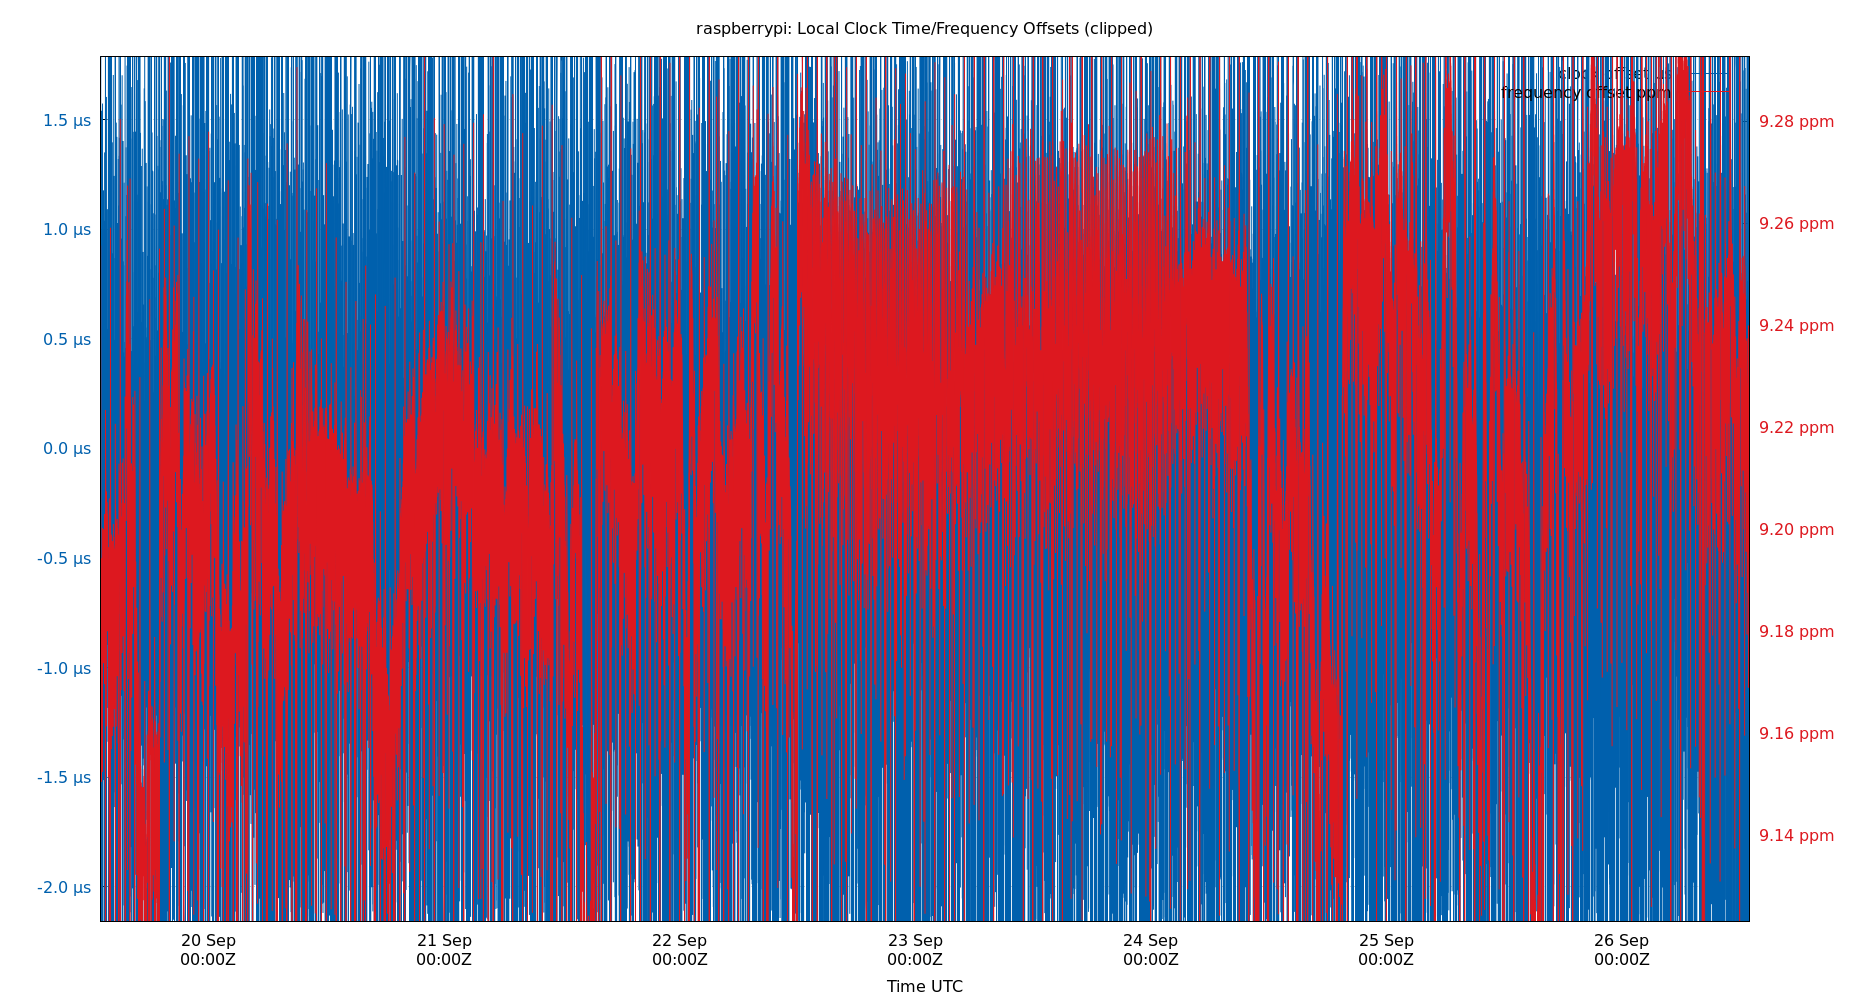 raspberrypi: Local Clock Time/Frequency Offsets (clipped)
clock offset µs
frequency offset ppm
1.5 µs
1.0 µs
0.5 µs
0.0 µs
-0.5 µs
-1.0 µs
-1.5 µs
-2.0 µs
9.28 ppm
9.26 ppm
9.24 ppm
9.22 ppm
9.20 ppm
9.18 ppm
9.16 ppm
9.14 ppm
20 Sep
00:00Z
21 Sep
00:00Z
22 Sep
00:00Z
23 Sep
00:00Z
24 Sep
00:00Z
25 Sep
00:00Z
26 Sep
00:00Z
Time UTC